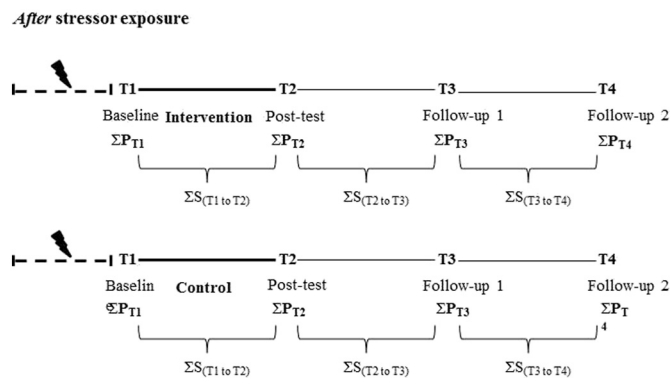 After stressor exposure
T1 T2 T3 T4
Baseline Intervention Post-test Follow-up 1 Follow-up 2
ΣPT1 ΣPT2 ΣPT3 ΣPT4
ΣS(T1 to T2) ΣS(T2 to T3) ΣS(T3 to T4)
T1 T2 T3 T4
Baselin Control Post-test Follow-up 1 Follow-up 2
eΣPT1 ΣPT2 ΣPT3 ΣPT
4
ΣS(T1 to T2) ΣS(T2 to T3) ΣS(T3 to T4)